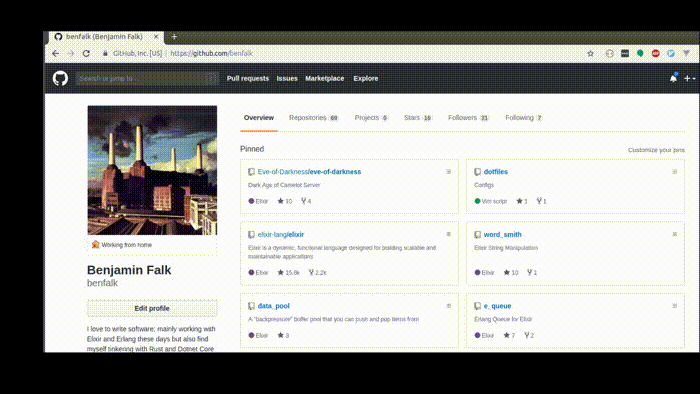 benfalk (Benjamin Falk)
GitHub, Inc. [US] https://github.com/benfalk
Search or jump to...
Pull requests Issues Marketplace Explore
Overview Repositories 69 Projects 0 Stars 16 Followers 21 Following 7
Pinned Customize your pins
Eve-of-Darkness/eve-of-darkness
Dark Age of Camelot Server
Elixir 10 4
dotfiles
Configs
Vim script 1 1
elixir-lang/elixir
Elixir is a dynamic, functional language designed for building scalable and
maintainable applications
Elixir 15.6k 2.2k
word_smith
Elixir String Manipulation
Elixir 10 1
data_pool
A "backpressure" buffer pool that you can push and pop items from
Elixir 3
e_queue
Erlang Queue for Elixir
Elixir 7 2
Working from home
Benjamin Falk
benfalk
Edit profile
I love to write software; mainly working with
Elixir and Erlang these days but also find
myself tinkering with Rust and Dotnet Core